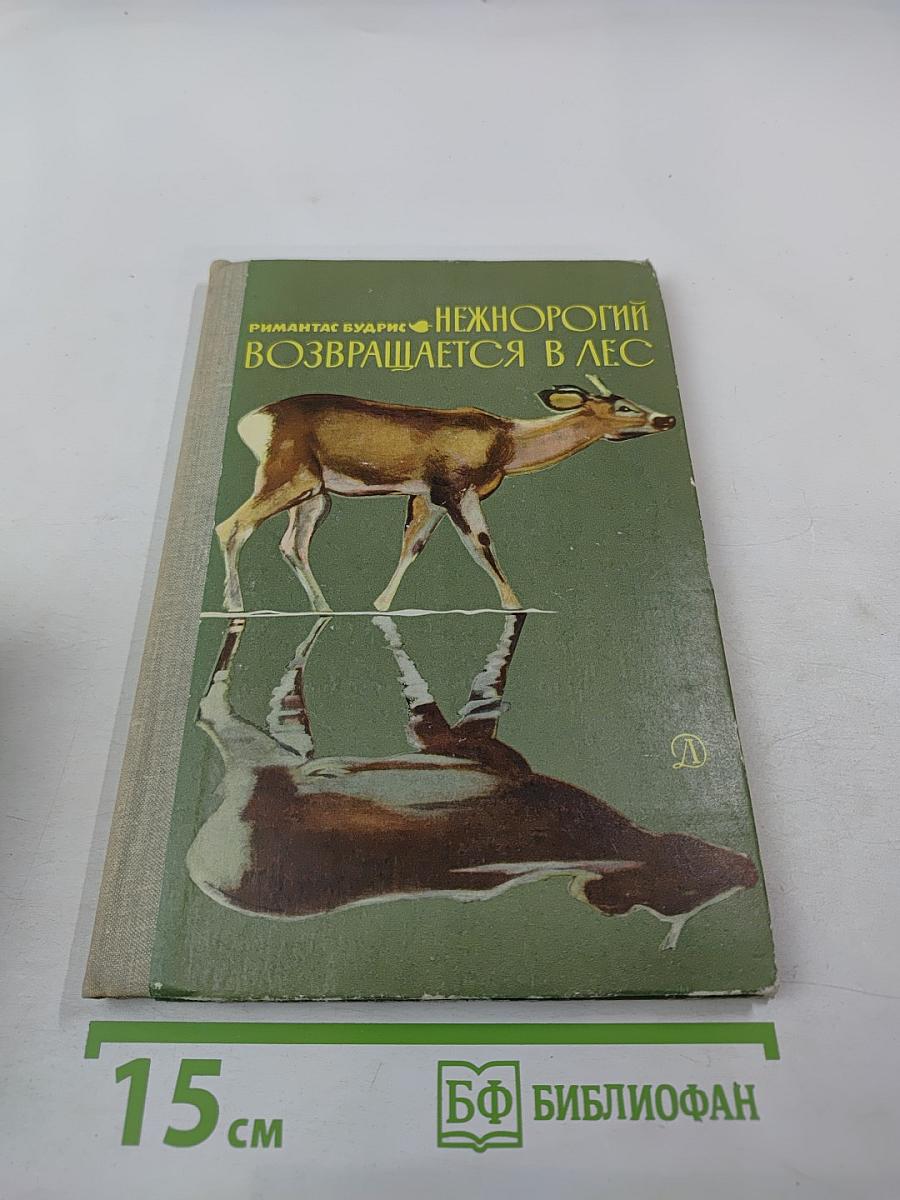 РИМАНТАС БУДРИС НЕЖНОРОГИЙ
ВОЗВРАЩАЕТСЯ В ЛЕС
Д
15 см
БФ БИБЛИОФАН